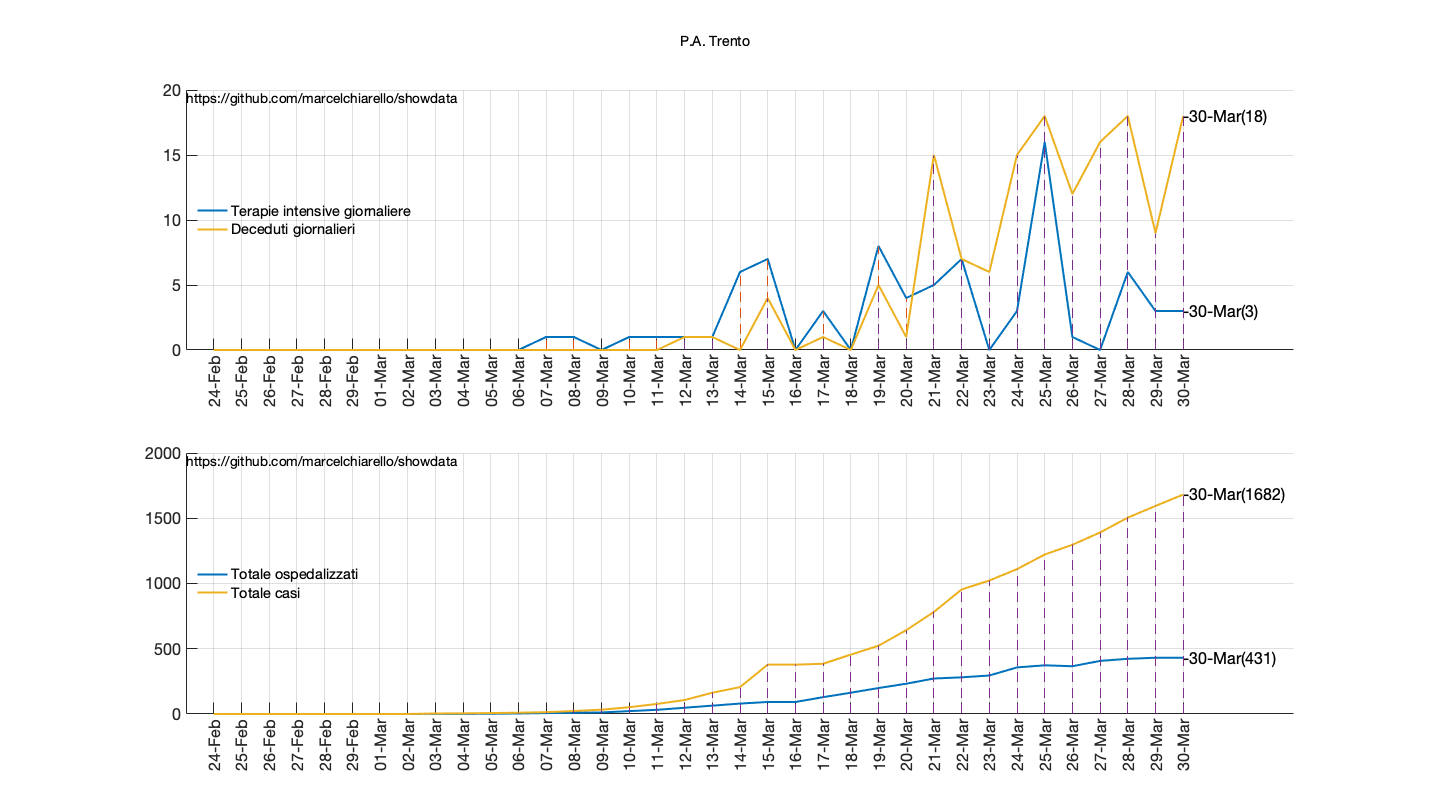 P.A. Trento
20
https://github.com/marcelchiarello/showdata
-30-Mar(18)
15
Terapie intensive giornaliere
10
Deceduti giornalieri
5
-30-Mar(3)
0
24-Feb
25-Feb
26-Feb
27-Feb
28-Feb
29-Feb
01-Mar
02-Mar
03-Mar
04-Mar
05-Mar
06-Mar
07-Mar
08-Mar
09-Mar
10-Mar
11-Mar
12-Mar
13-Mar
14-Mar
15-Mar
16-Mar
17-Mar
18-Mar
19-Mar
20-Mar
21-Mar
22-Mar
23-Mar
24-Mar
25-Mar
26-Mar
27-Mar
28-Mar
29-Mar
30-Mar
2000
https://github.com/marcelchiarello/showdata
-30-Mar(1682)
1500
Totale ospedalizzati
1000
Totale casi
500
-30-Mar(431)
0
24-Feb
25-Feb
26-Feb
27-Feb
28-Feb
29-Feb
01-Mar
02-Mar
03-Mar
04-Mar
05-Mar
06-Mar
07-Mar
08-Mar
09-Mar
10-Mar
11-Mar
12-Mar
13-Mar
14-Mar
15-Mar
16-Mar
17-Mar
18-Mar
19-Mar
20-Mar
21-Mar
22-Mar
23-Mar
24-Mar
25-Mar
26-Mar
27-Mar
28-Mar
29-Mar
30-Mar